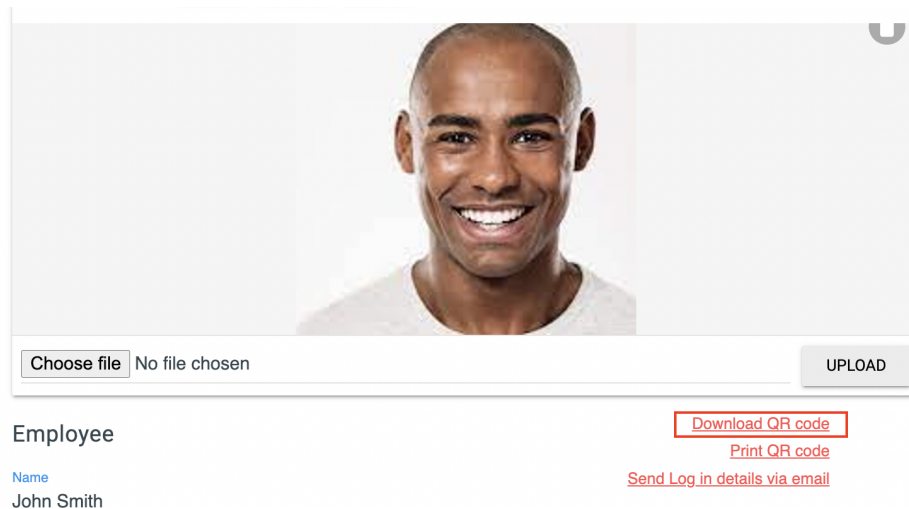 Choose file No file chosen
UPLOAD
Employee
Download QR code
Print QR code
Name
Send Log in details via email
John Smith